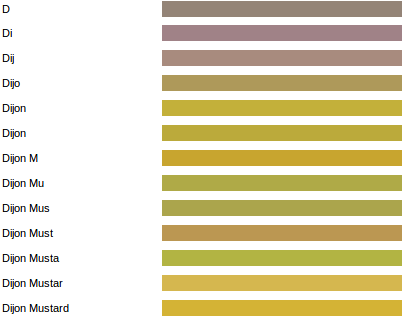 D
Di
Dij
Dijo
Dijon
Dijon
Dijon M
Dijon Mu
Dijon Mus
Dijon Must
Dijon Musta
Dijon Mustar
Dijon Mustard